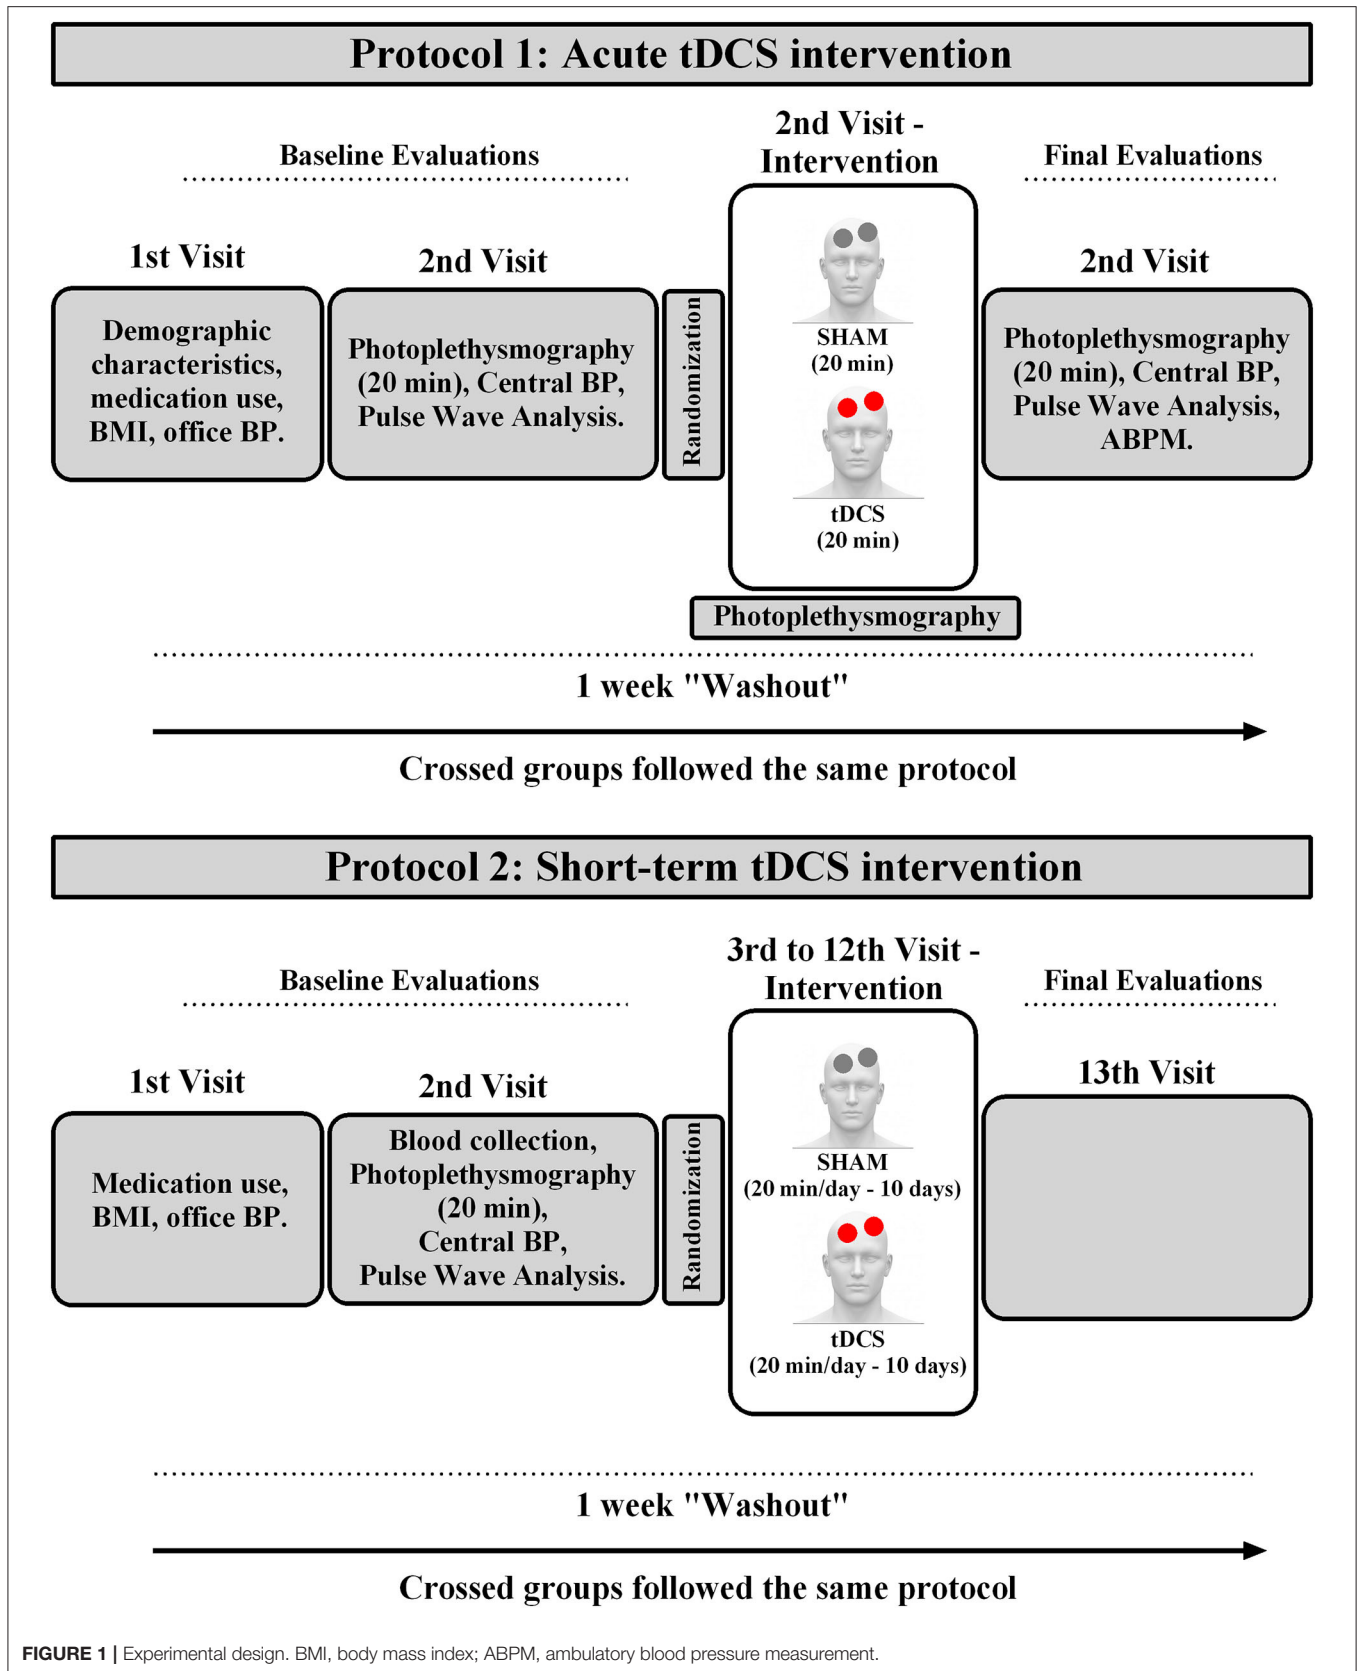 Protocol 1: Acute tDCS intervention
Baseline Evaluations
2nd Visit -
Intervention
Final Evaluations
1st Visit
Demographic
characteristics,
medication use,
BMI, office BP.
2nd Visit
Photoplethysmography
(20 min), Central BP,
Pulse Wave Analysis.
Randomization
SHAM
(20 min)
tDCS
(20 min)
Photoplethysmography
2nd Visit
Photoplethysmography
(20 min), Central BP,
Pulse Wave Analysis,
ABPM.
1 week "Washout"
Crossed groups followed the same protocol
Protocol 2: Short-term tDCS intervention
Baseline Evaluations
3rd to 12th Visit -
Intervention
Final Evaluations
1st Visit
Medication use,
BMI, office BP.
2nd Visit
Blood collection,
Photoplethysmography
(20 min),
Central BP,
Pulse Wave Analysis.
Randomization
SHAM
(20 min/day - 10 days)
tDCS
(20 min/day - 10 days)
13th Visit
1 week "Washout"
Crossed groups followed the same protocol
FIGURE 1 | Experimental design. BMI, body mass index; ABPM, ambulatory blood pressure measurement.